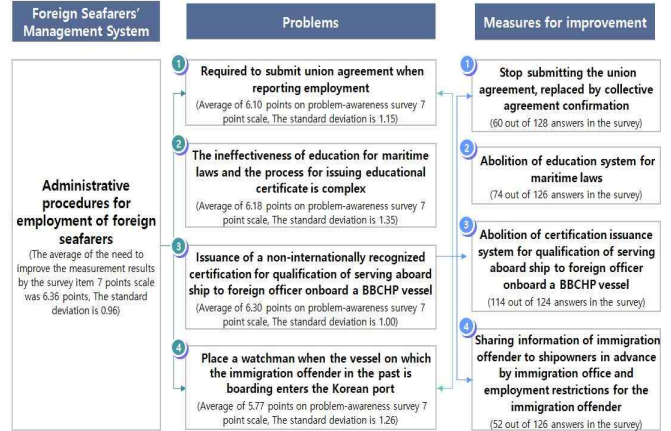 Foreign Seafarers'
Management System
Problems
Measures for improvement
Administrative
procedures for
employment of foreign
seafarers
(The average of the need to
improve the measurement results
by the survey item 7 points scale
was 6.36 points, The standard
deviation is 0.96)
1
Required to submit union agreement when
reporting employment
(Average of 6.10 points on problem-awareness survey 7
point scale, The standard deviation is 1.15)
2
The ineffectiveness of education for maritime
laws and the process for issuing educational
certificate is complex
(Average of 6.18 points on problem-awareness survey 7
point scale, The standard deviation is 1.35)
3
Issuance of a non-internationally recognized
certification for qualification of serving aboard
ship to foreign officer onboard a BBCHP vessel
(Average of 6.30 points on problem-awareness survey 7
point scale, The standard deviation is 1.00)
4
Place a watchman when the vessel on which
the immigration offender in the past is
boarding enters the Korean port
(Average of 5.77 points on problem-awareness survey 7
point scale, The standard deviation is 1.26)
1
Stop submitting the union
agreement, replaced by collective
agreement confirmation
(60 out of 128 answers in the survey)
2
Abolition of education system for
maritime laws
(74 out of 126 answers in the survey)
3
Abolition of certification issuance
system for qualification of serving
aboard ship to foreign officer
onboard a BBCHP vessel
(114 out of 124 answers in the survey)
4
Sharing information of immigration
offender to shipowners in advance
by immigration office and
employment restrictions for the
immigration offender
(52 out of 126 answers in the survey)